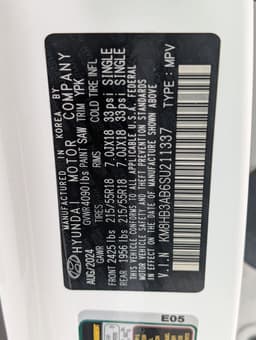 MANUFACTURED IN KOREA BY
HYUNDAI MOTOR COMPANY
GVWR 4090 lbs PAINT SAW TRIM YPK
AUG/2024 GAWR TIRES RIMS COLD TIRE INFL.
FRONT 2425 lbs 215/55R18 7.0JX18 33psi SINGLE
REAR 1956 lbs 215/55R18 7.0JX18 33psi SINGLE
THIS VEHICLE CONFORMS TO ALL APPLICABLE U.S. FEDERAL
MOTOR VEHICLE SAFETY, BUMPER AND THEFT PREVENTION
STANDARDS IN EFFECT ON THE DATE OF MANUFACTURE SHOWN ABOVE.
V.I.N KM8HB3AB6SU211337 TYPE : MPV
E05